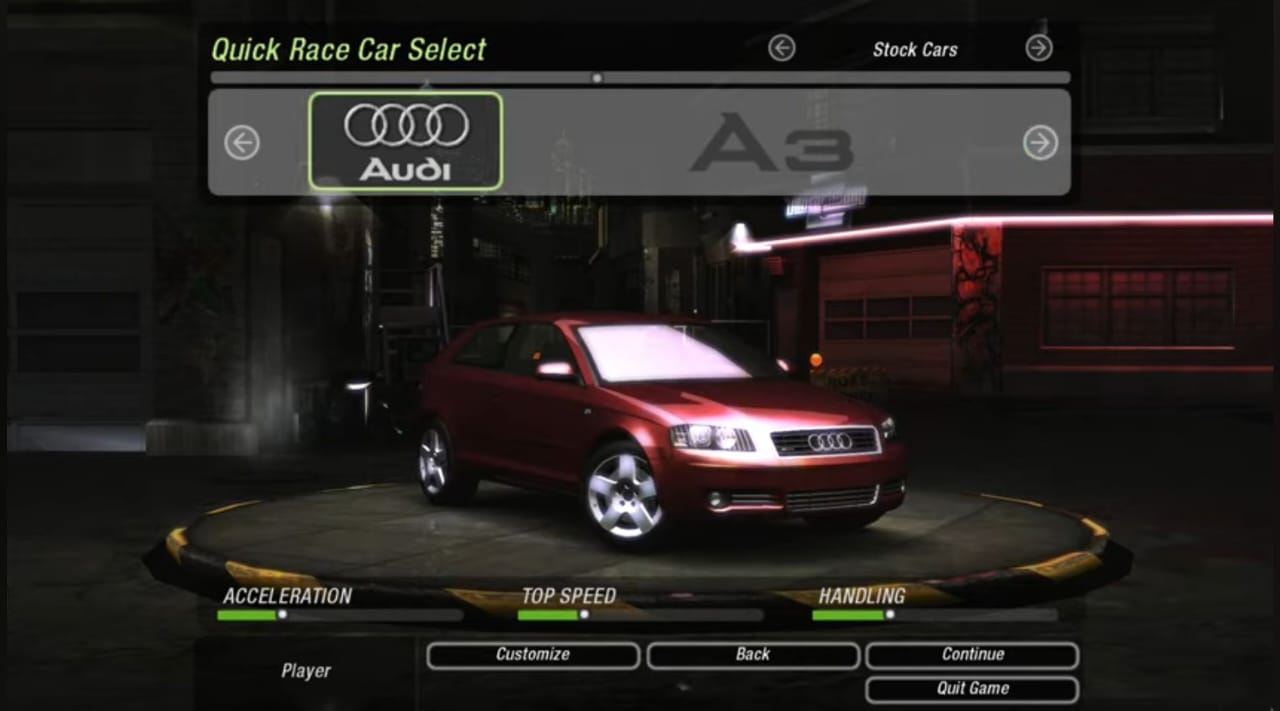 Quick Race Car Select
Stock Cars
Audi
A3
ACCELERATION
TOP SPEED
HANDLING
Player
Customize
Back
Continue
Quit Game